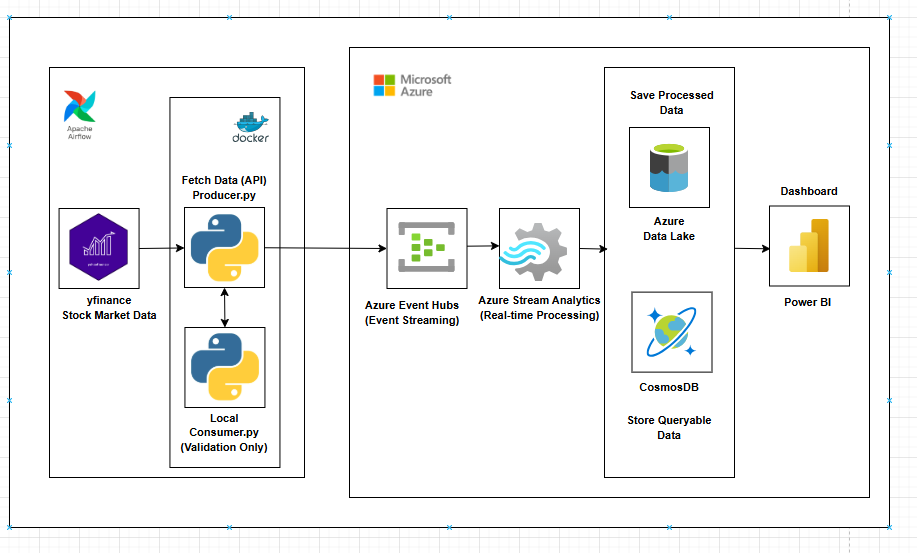 Apache
Airflow
docker
Fetch Data (API)
Producer.py
yfinance
Stock Market Data
Local
Consumer.py
(Validation Only)
Microsoft
Azure
Azure Event Hubs
(Event Streaming)
Azure Stream Analytics
(Real-time Processing)
Save Processed
Data
Azure
Data Lake
CosmosDB
Store Queryable
Data
Dashboard
Power BI